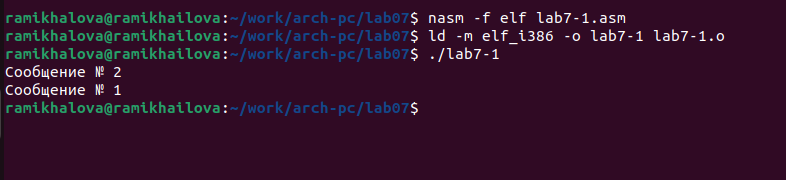 ramikhalova@ramikhailova:~/work/arch-pc/lab07$ nasm -f elf lab7-1.asm
ramikhalova@ramikhailova:~/work/arch-pc/lab07$ ld -m elf_i386 -o lab7-1 lab7-1.o
ramikhalova@ramikhailova:~/work/arch-pc/lab07$ ./lab7-1
Сообщение № 2
Сообщение № 1
ramikhalova@ramikhailova:~/work/arch-pc/lab07$